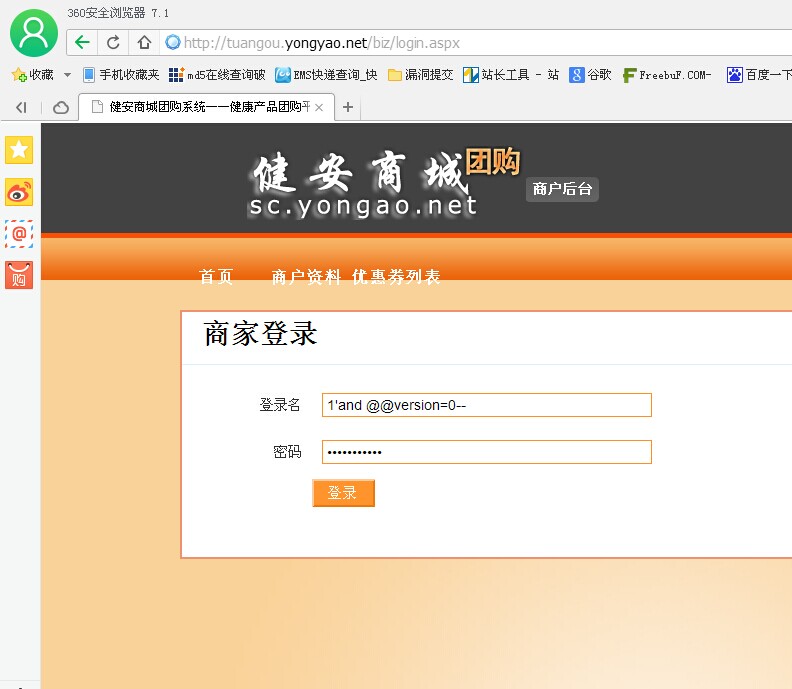 360安全浏览器 7.1
http://tuangou.yongyao.net/biz/login.aspx
收藏 手机收藏夹 md5在线查询破 EMS快递查询_快 漏洞提交 站长工具 - 站 谷歌 FreebuF.COM- 百度一下
健安商城团购系统——健康产品团购平
健安商城团购
sc.yongao.net
商户后台
首页 商户资料 优惠券列表
商家登录
登录名 1'and @@version=0--
密码 •••••••••••
登录
@
购